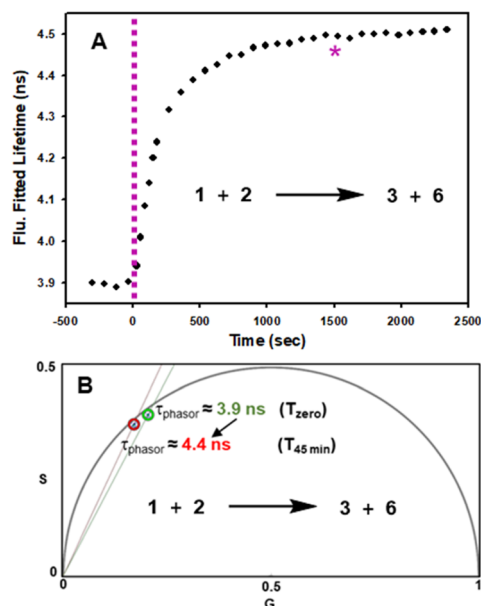 A
Flu. Fitted Lifetime (ns)
4.5
4.4
4.3
4.2
4.1
4.0
3.9
*
1 + 2 → 3 + 6
-500 0 500 1000 1500 2000 2500
Time (sec)
B
0.5
S
0
τphasor ≈ 3.9 ns (Tzero)
τphasor ≈ 4.4 ns (T45 min)
1 + 2 → 3 + 6
0 0.5 1
G